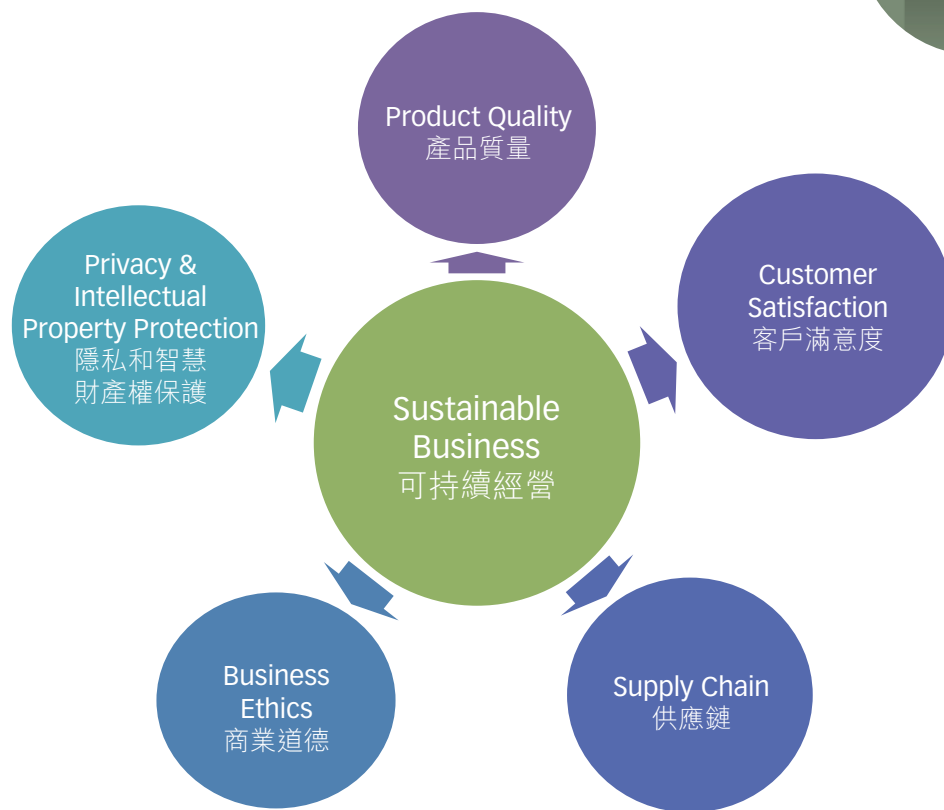 Product Quality
產品質量
Privacy &
Intellectual
Property Protection
隱私和智慧
財產權保護
Customer
Satisfaction
客戶滿意度
Sustainable
Business
可持續經營
Business
Ethics
商業道德
Supply Chain
供應鏈